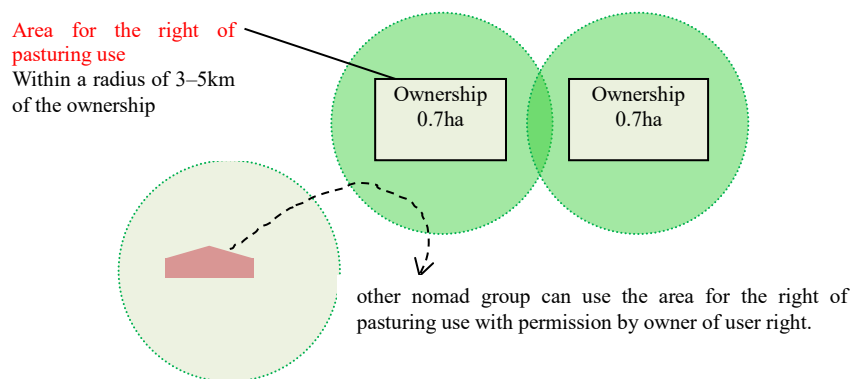 Area for the right of
pasturing use
Within a radius of 3–5km
of the ownership
Ownership
0.7ha
Ownership
0.7ha
other nomad group can use the area for the right of
pasturing use with permission by owner of user right.